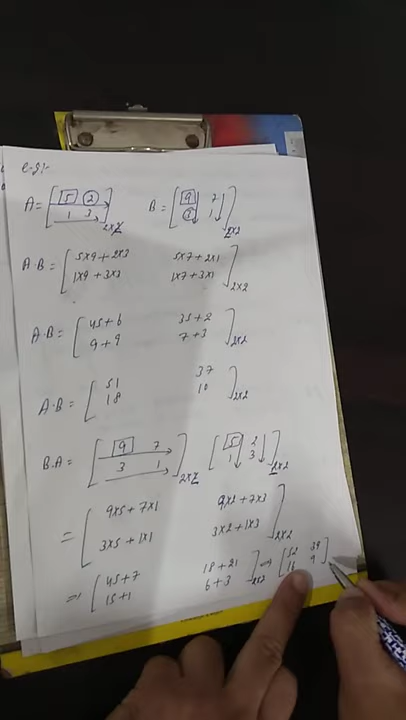 e.g:-
A = [ 5 2 B = [ 9 7
1 3 ]2×2 3 1 ]2×2
A·B = [ 5×9 + 2×3 5×7 + 2×1
1×9 + 3×3 1×7 + 3×1 ]2×2
A·B = [ 45+6 35+2
9+9 7+3 ]2×2
A·B = [ 51 37
18 10 ]2×2
B.A = [ 9 7 [ 5 2
3 1 ]2×2 1 3 ]2×2
= [ 9×5 + 7×1 9×2 + 7×3
3×5 + 1×1 3×2 + 1×3 ]2×2
=> [ 45+7 18+21 => [ 52 39
15+1 6+3 ]2×2 16 9 ]